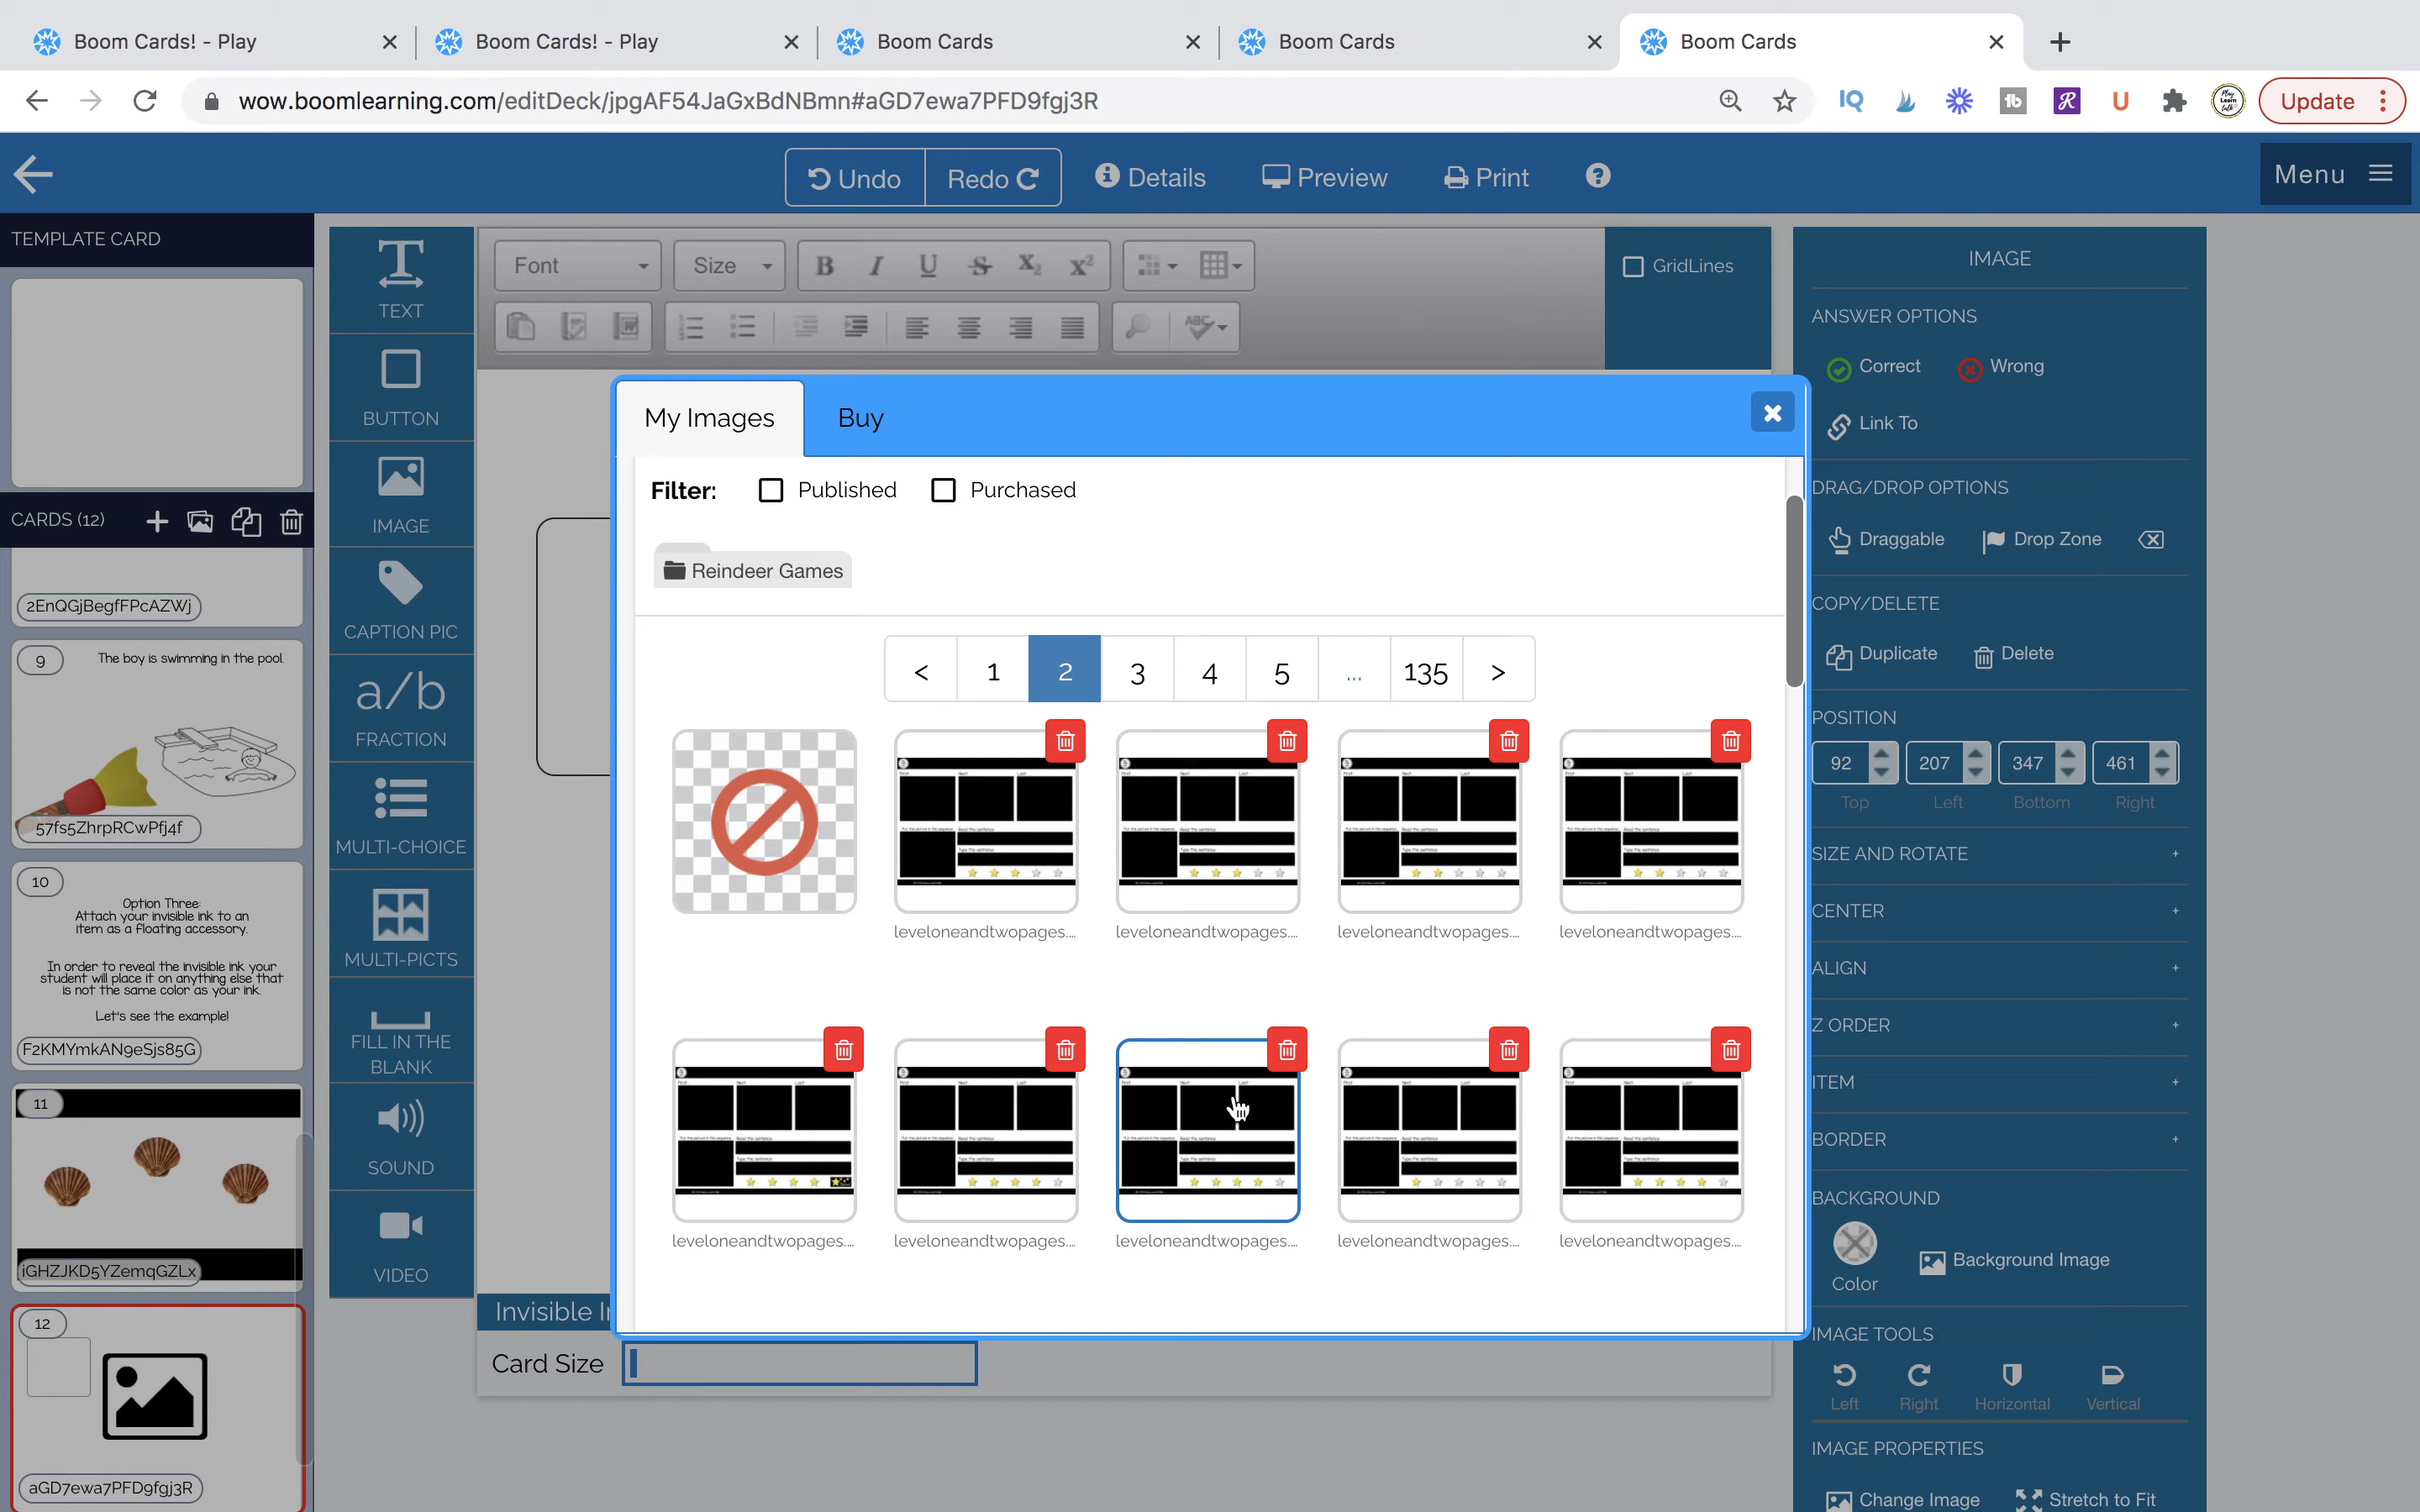 Boom Cards! - Play
Boom Cards! - Play
Boom Cards
Boom Cards
Boom Cards
wow.boomlearning.com/editDeck/jpgAF54JaGxBdNBmn#aGD7ewa7PFD9fgj3R
Update
Undo
Redo
Details
Preview
Print
Menu
TEMPLATE CARD
CARDS (12)
2EnQGjBegfFPcAZWj
9
The boy is swimming in the pool.
57fs5ZhrpRCwPfj4f
10
Option Three:
Attach your invisible ink to an
item as a floating accessory.
In order to reveal the invisible ink your
student will place it on anything else that
is not the same color as your ink.
Let's see the example!
F2KMYmkAN9eSjs85G
11
iGHZJKD5YZemqGZLx
12
aGD7ewa7PFD9fgj3R
TEXT
BUTTON
IMAGE
CAPTION PIC
a/b
FRACTION
MULTI-CHOICE
MULTI-PICTS
FILL IN THE
BLANK
SOUND
VIDEO
Font
Size
B I U S X₂ X²
ABC
GridLines
My Images
Buy
Filter:
Published
Purchased
Reindeer Games
< 1 2 3 4 5 ... 135 >
leveloneandtwopages....
leveloneandtwopages....
leveloneandtwopages....
leveloneandtwopages....
leveloneandtwopages....
leveloneandtwopages....
leveloneandtwopages....
leveloneandtwopages....
leveloneandtwopages....
Invisible
Card Size
IMAGE
ANSWER OPTIONS
Correct
Wrong
Link To
DRAG/DROP OPTIONS
Draggable
Drop Zone
COPY/DELETE
Duplicate
Delete
POSITION
92
207
347
461
Top
Left
Bottom
Right
SIZE AND ROTATE +
CENTER +
ALIGN +
Z ORDER +
ITEM +
BORDER +
BACKGROUND
Color
Background Image
IMAGE TOOLS
Left
Right
Horizontal
Vertical
IMAGE PROPERTIES
Change Image
Stretch to Fit